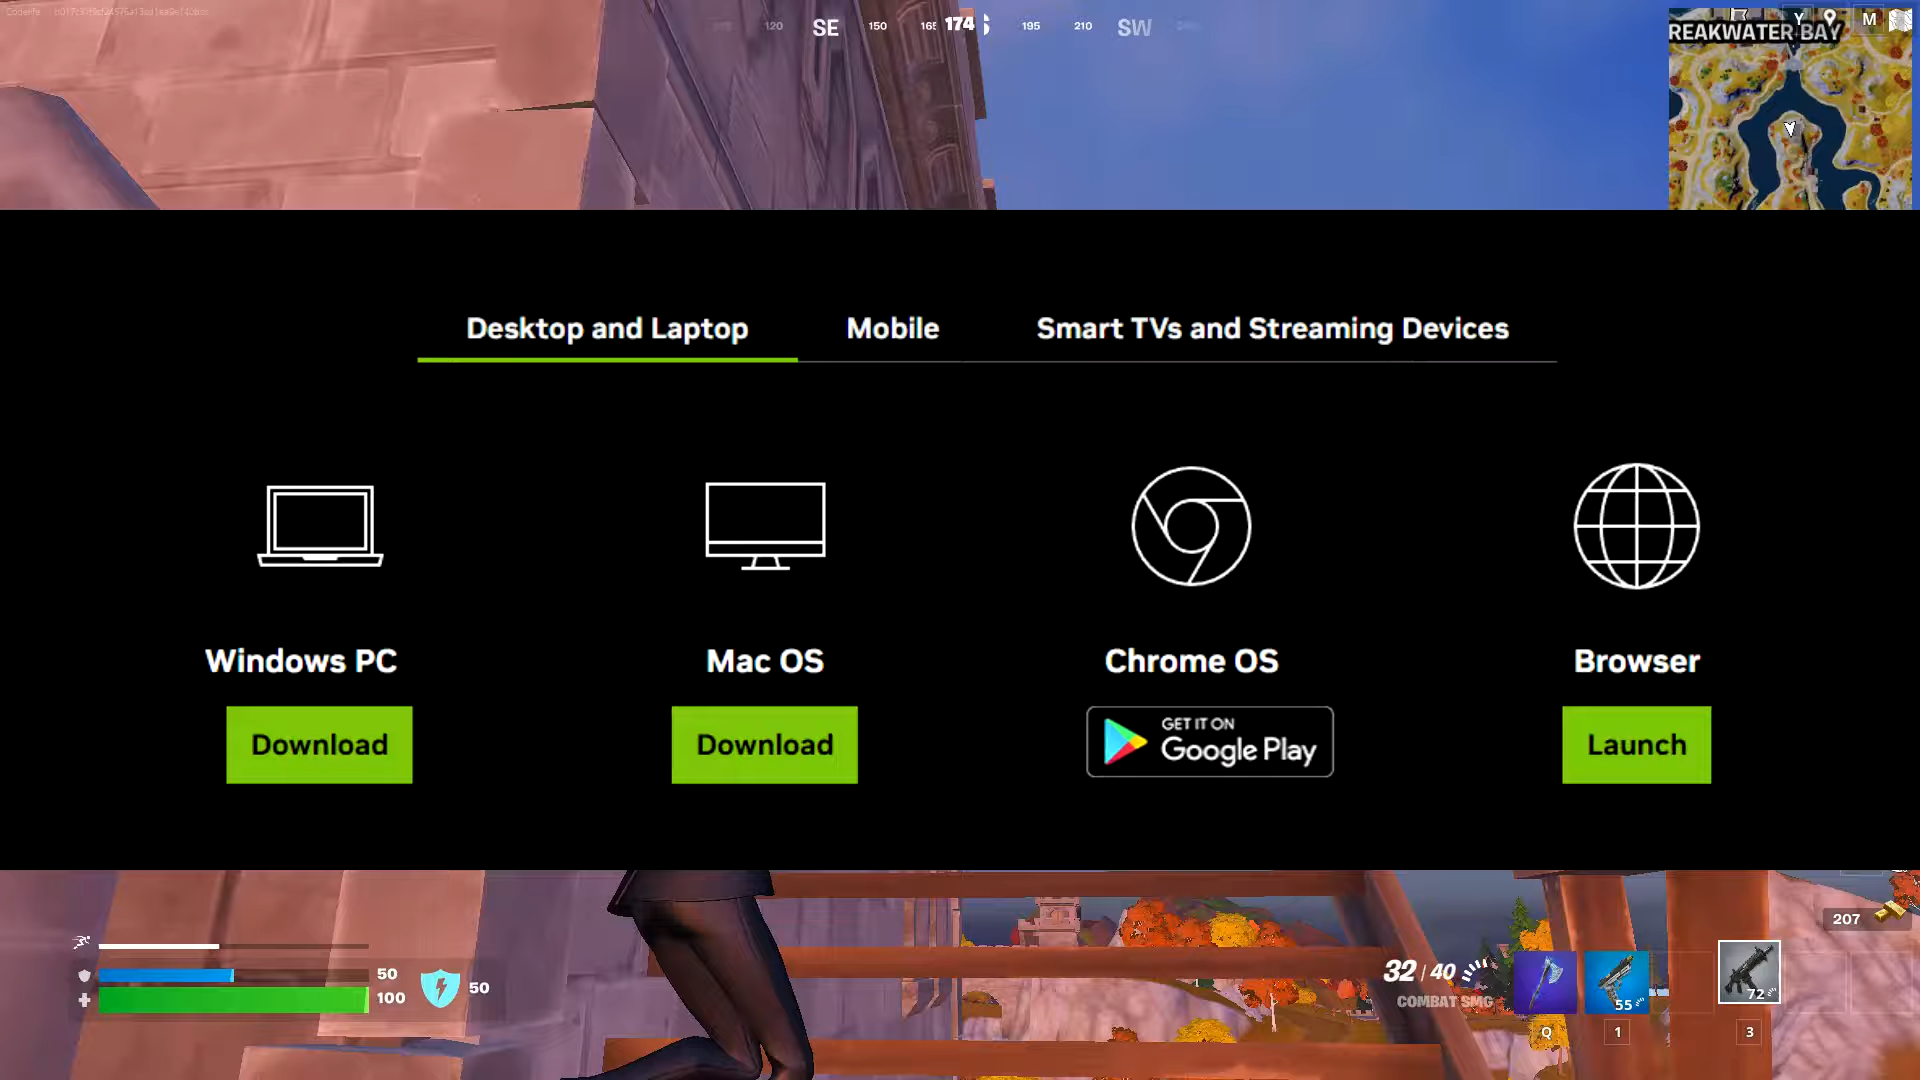 120 SE 150 165 174 S 195 210 SW
Y M
REAKWATER BAY
Desktop and Laptop Mobile Smart TVs and Streaming Devices
Windows PC Mac OS Chrome OS Browser
Download Download GET IT ON Google Play Launch
207
50
100
50
32 / 40
COMBAT SMG
55 72
Q 1 3